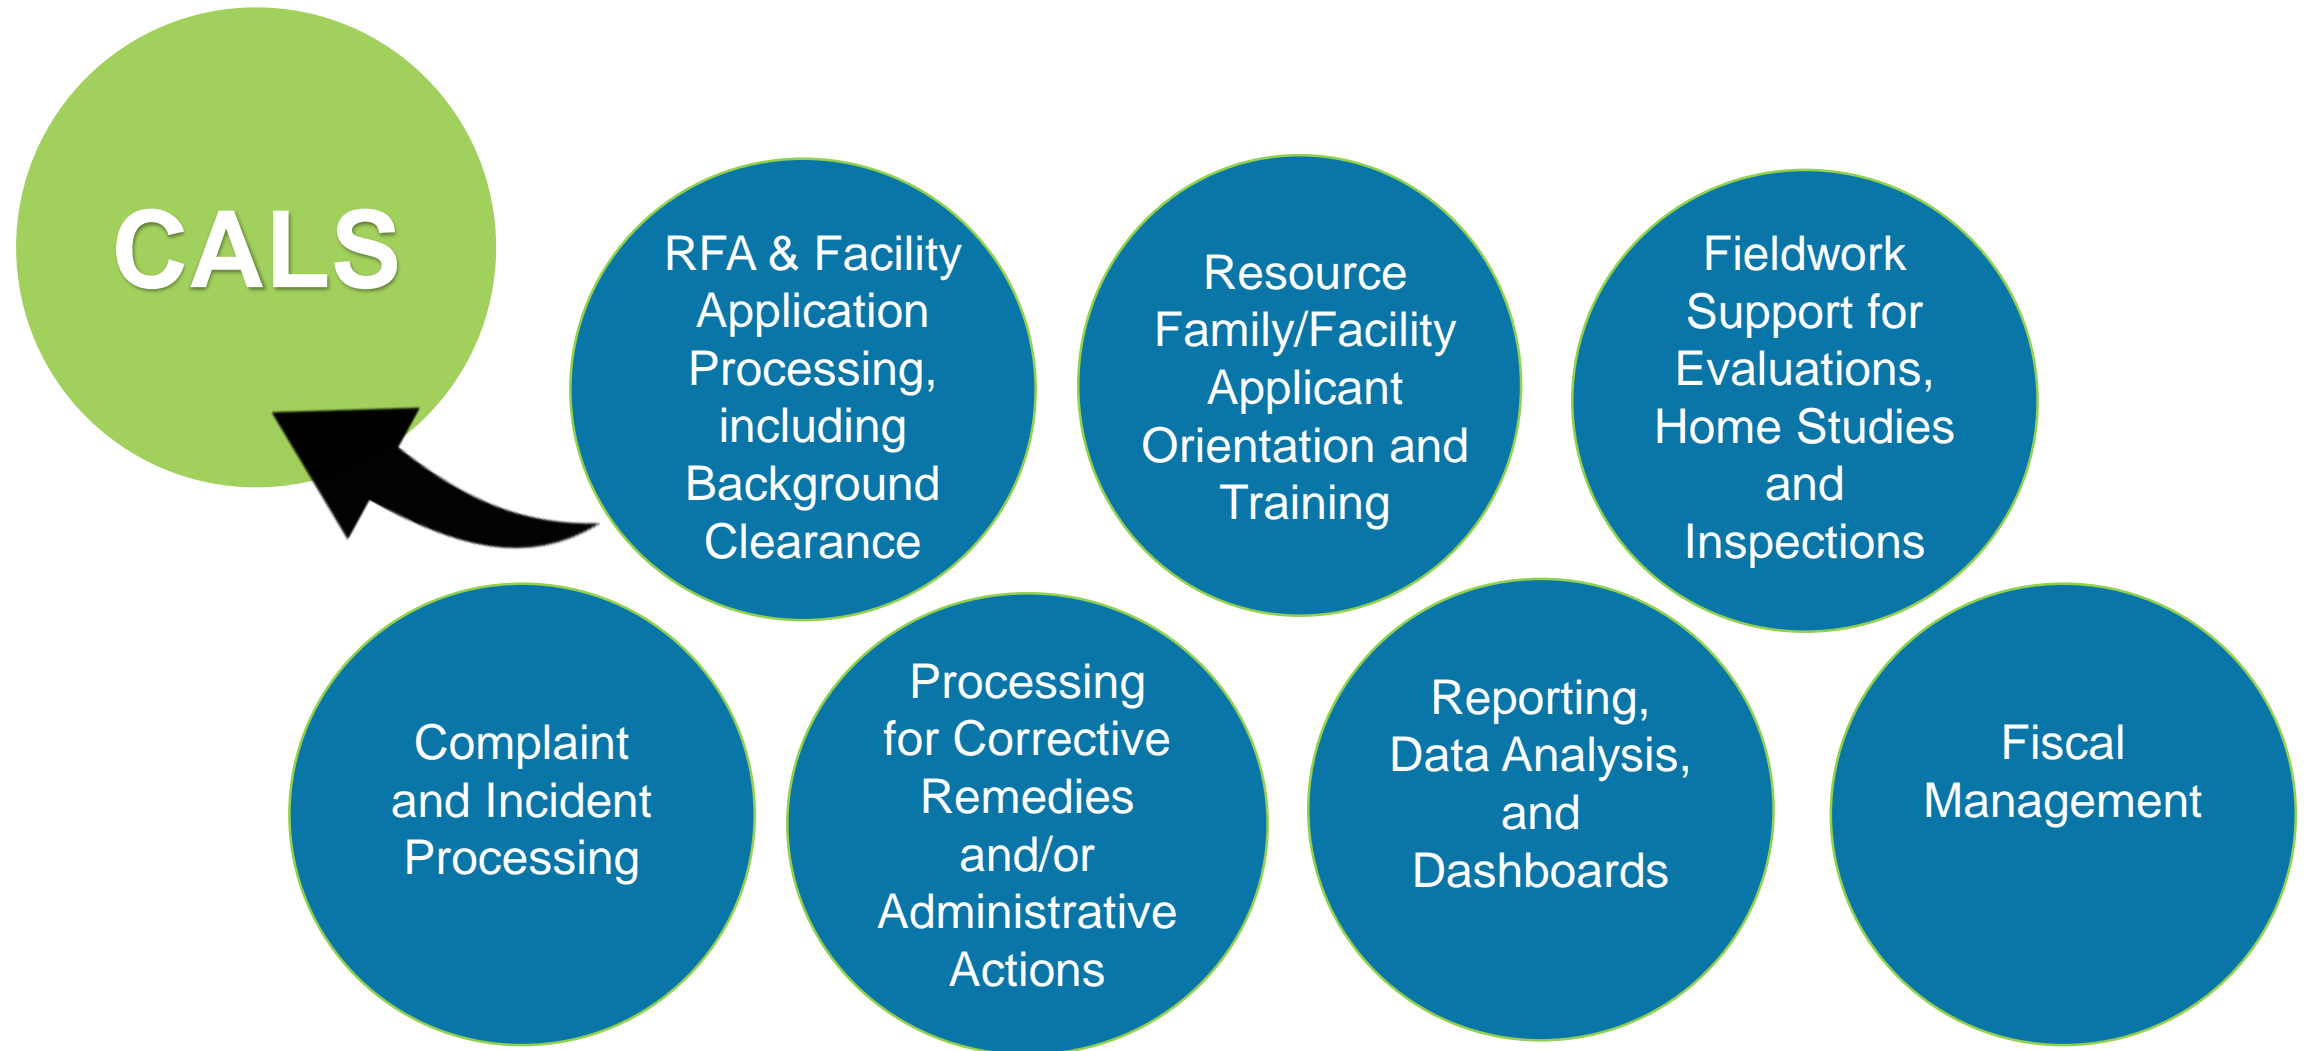 CALS
RFA & Facility
Application
Processing,
including
Background
Clearance
Resource
Family/Facility
Applicant
Orientation and
Training
Fieldwork
Support for
Evaluations,
Home Studies
and
Inspections
Complaint
and Incident
Processing
Processing
for Corrective
Remedies
and/or
Administrative
Actions
Reporting,
Data Analysis,
and
Dashboards
Fiscal
Management